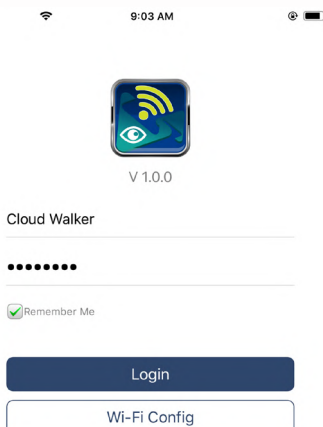 9:03 AM
V 1.0.0
Cloud Walker
••••••••
Remember Me
Login
Wi-Fi Config